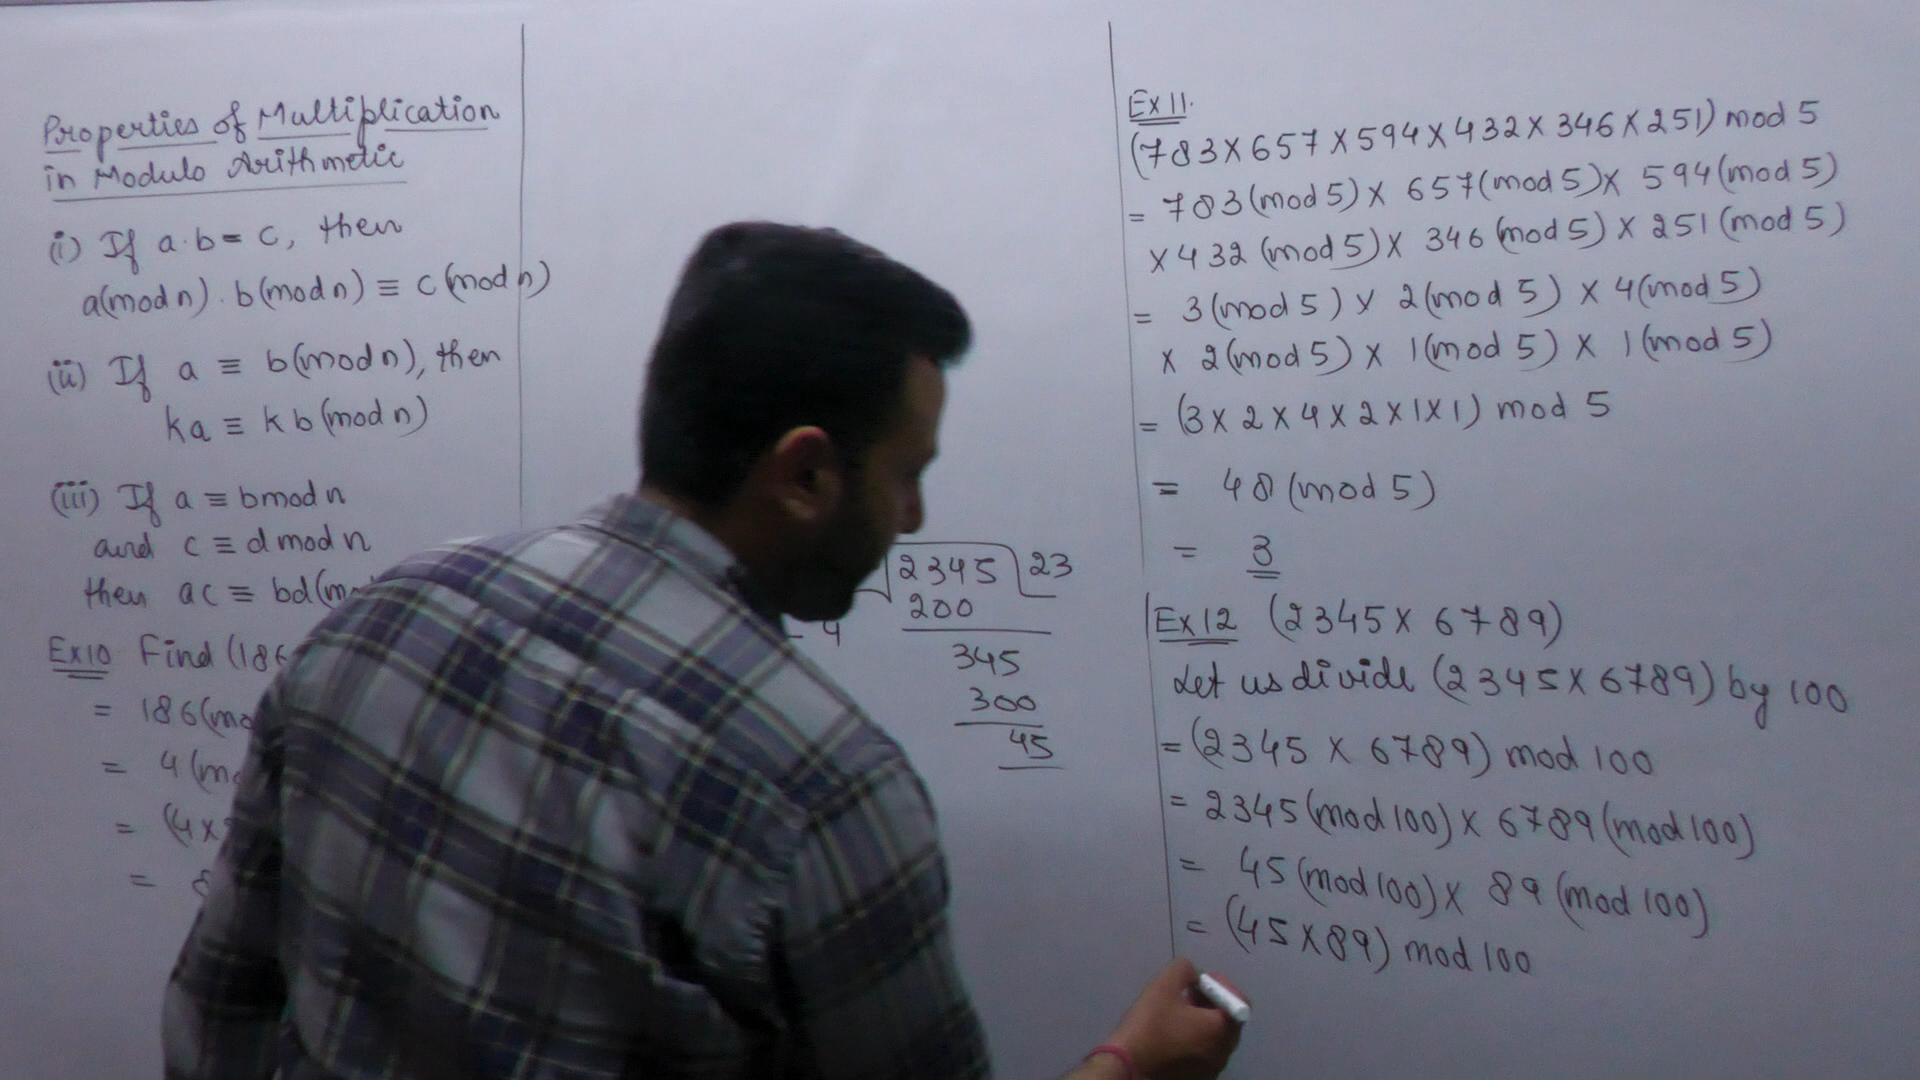 Properties of Multiplication
in Modulo Arithmetic
(i) If a·b = c, then
a(mod n) . b(mod n) ≡ c(mod n)
(ii) If a ≡ b(mod n), then
ka ≡ kb(mod n)
(iii) If a ≡ b mod n
and c ≡ d mod n
then ac ≡ bd(m
Ex10 Find (186
= 186(mo
= 4(mo
= (4×
=
2345 23
200
4
345
300
45
Ex 11.
(783×657×594×432×346×251) mod 5
= 783(mod 5)× 657(mod 5)× 594(mod 5)
×432 (mod 5)× 346 (mod 5) × 251 (mod 5)
= 3(mod 5) × 2(mod 5) × 4(mod 5)
× 2(mod 5) × 1(mod 5) × 1(mod 5)
= (3×2×4×2×1×1) mod 5
= 48(mod 5)
= 3
Ex12 (2345× 6789)
Let us divide (2345×6789) by 100
= (2345 × 6789) mod 100
= 2345(mod 100)× 6789(mod 100)
= 45(mod 100)× 89(mod 100)
= (45×89) mod 100